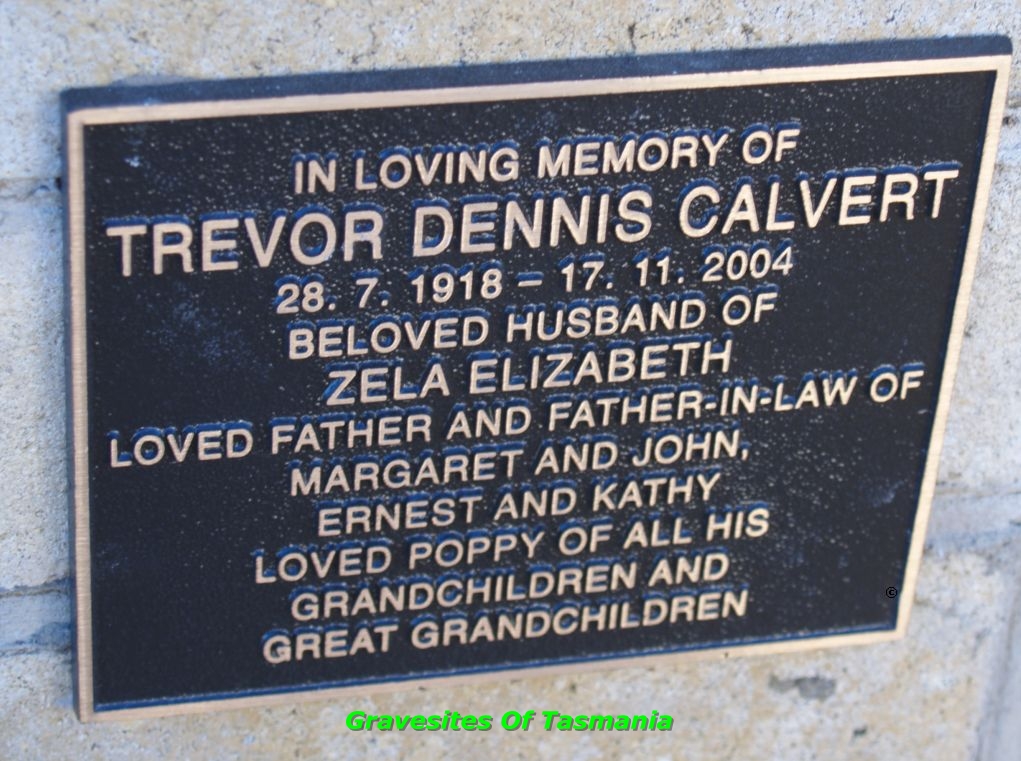 IN LOVING MEMORY OF
TREVOR DENNIS CALVERT
28. 7. 1918 – 17. 11. 2004
BELOVED HUSBAND OF
ZELA ELIZABETH
LOVED FATHER AND FATHER-IN-LAW OF
MARGARET AND JOHN,
ERNEST AND KATHY
LOVED POPPY OF ALL HIS
GRANDCHILDREN AND
GREAT GRANDCHILDREN
©
Gravesites Of Tasmania